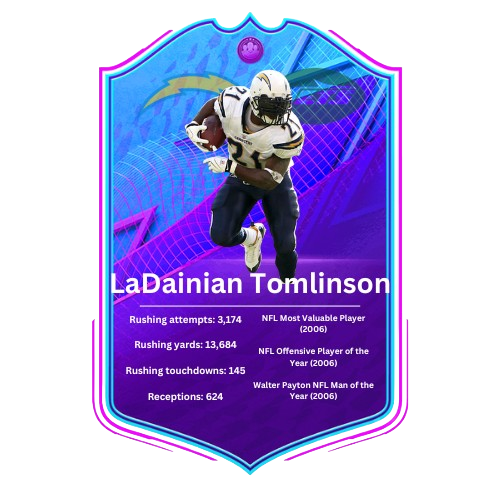 21
LaDainian Tomlinson
Rushing attempts: 3,174
Rushing yards: 13,684
Rushing touchdowns: 145
Receptions: 624
NFL Most Valuable Player
(2006)
NFL Offensive Player of the
Year (2006)
Walter Payton NFL Man of the
Year (2006)